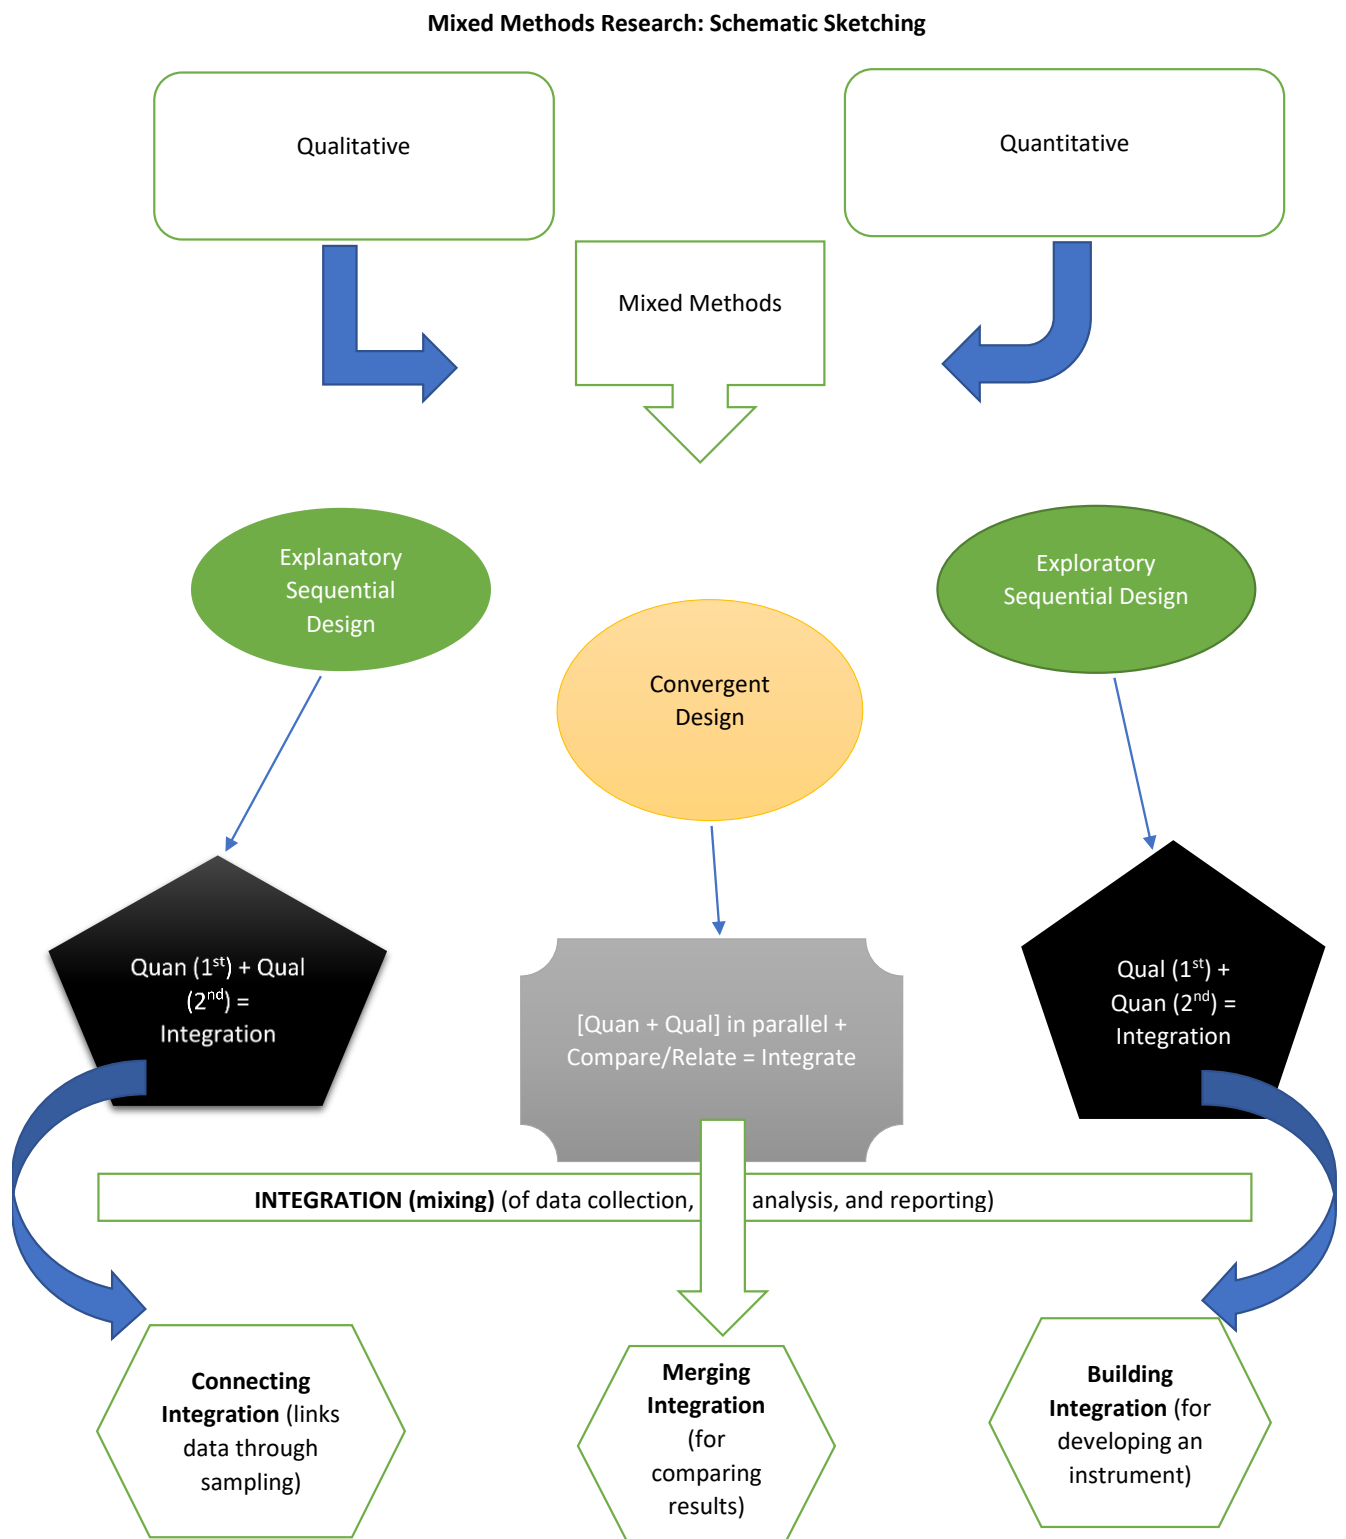 Mixed Methods Research: Schematic Sketching
Qualitative
Quantitative
Mixed Methods
Explanatory
Sequential
Design
Exploratory
Sequential Design
Convergent
Design
Quan (1st) + Qual
(2nd) =
Integration
[Quan + Qual] in parallel +
Compare/Relate = Integrate
Qual (1st) +
Quan (2nd) =
Integration
INTEGRATION (mixing) (of data collection, analysis, and reporting)
Connecting
Integration (links
data through
sampling)
Merging
Integration
(for
comparing
results)
Building
Integration (for
developing an
instrument)